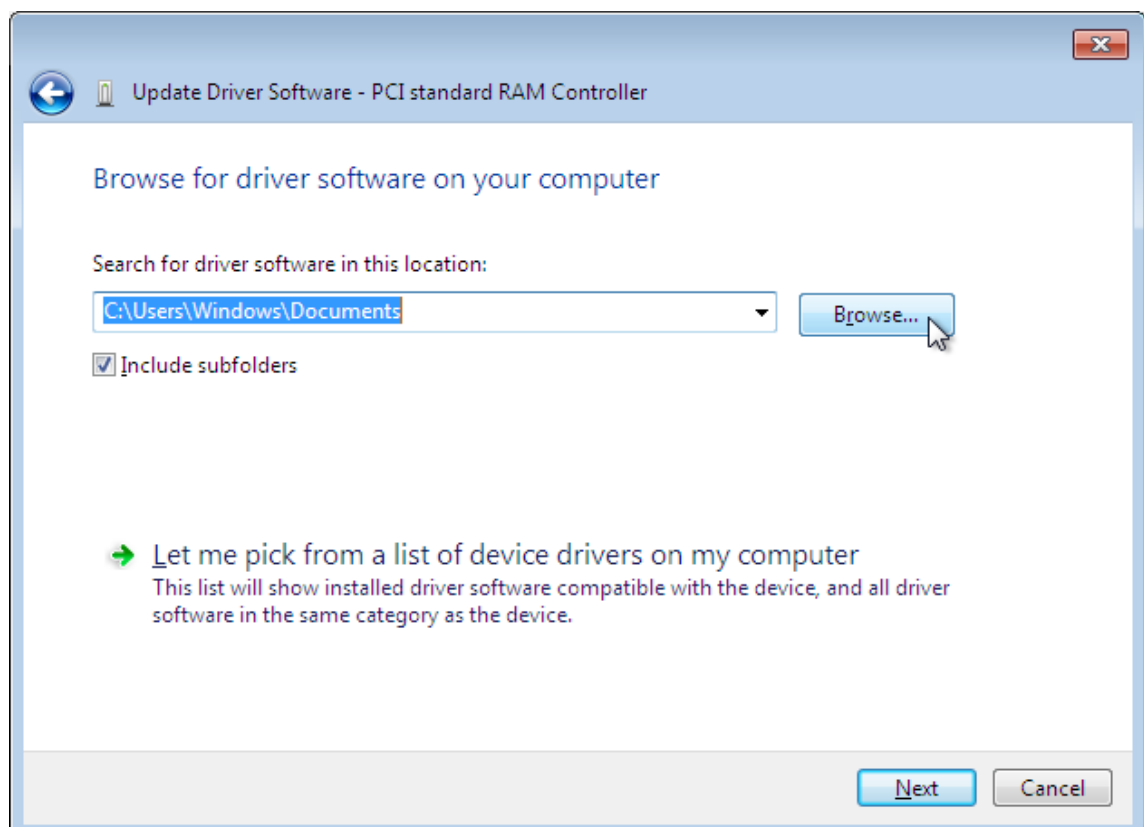 Update Driver Software - PCI standard RAM Controller
Browse for driver software on your computer
Search for driver software in this location:
C:\Users\Windows\Documents
Browse...
Include subfolders
Let me pick from a list of device drivers on my computer
This list will show installed driver software compatible with the device, and all driver
software in the same category as the device.
Next
Cancel